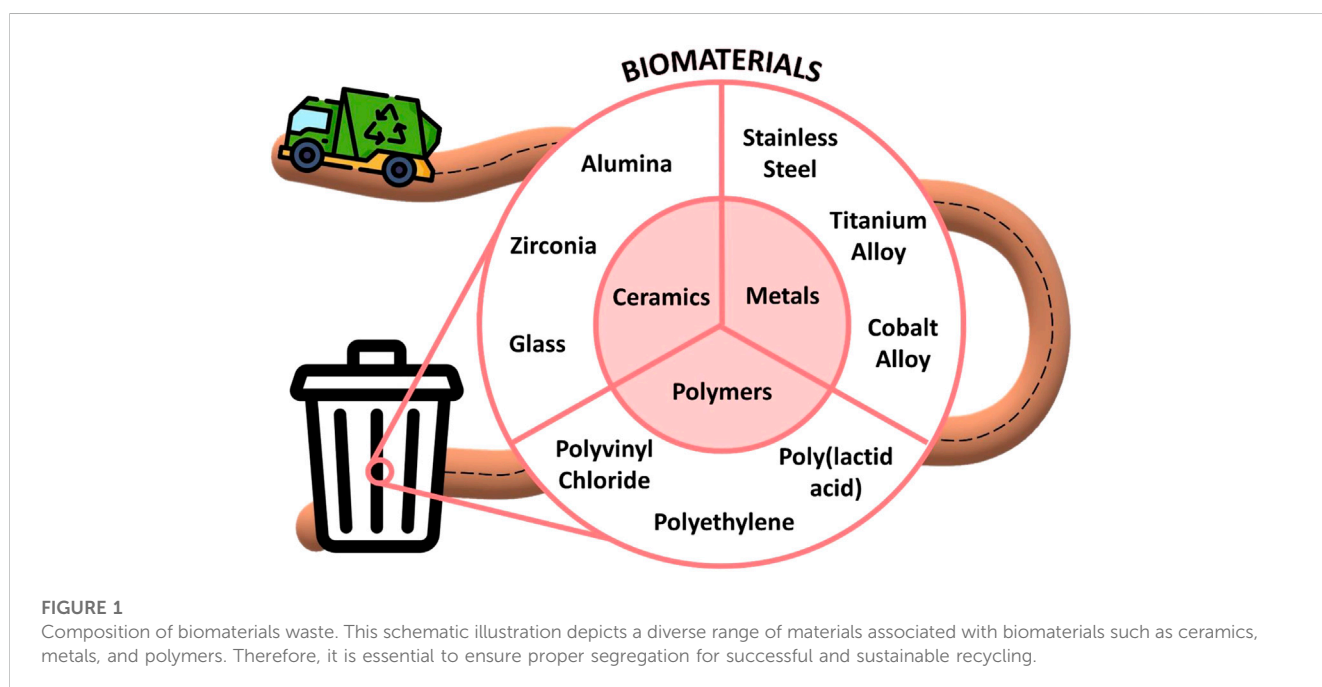 BIOMATERIALS
Alumina
Zirconia
Glass
Ceramics
Stainless
Steel
Titanium
Alloy
Cobalt
Alloy
Metals
Polymers
Polyvinyl
Chloride
Polyethylene
Poly(lactid
acid)
FIGURE 1
Composition of biomaterials waste. This schematic illustration depicts a diverse range of materials associated with biomaterials such as ceramics,
metals, and polymers. Therefore, it is essential to ensure proper segregation for successful and sustainable recycling.